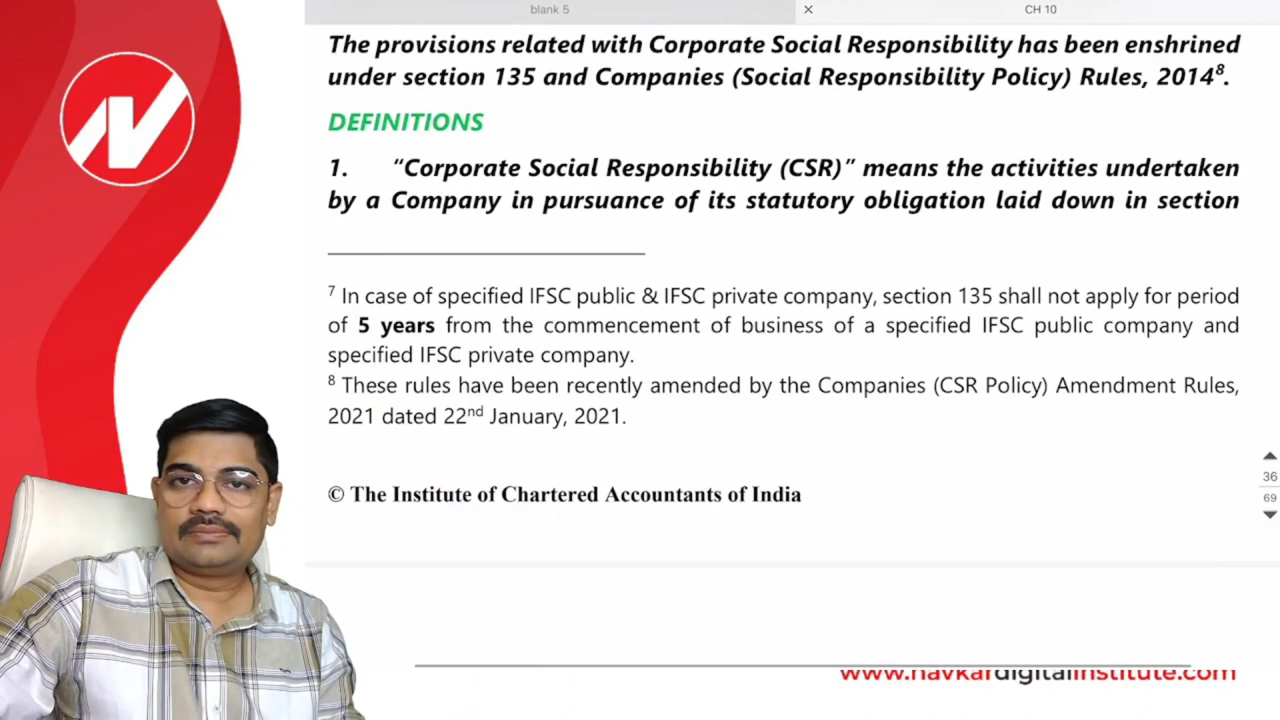 blank 5
× CH 10
The provisions related with Corporate Social Responsibility has been enshrined
under section 135 and Companies (Social Responsibility Policy) Rules, 2014⁸.
DEFINITIONS
1. “Corporate Social Responsibility (CSR)” means the activities undertaken
by a Company in pursuance of its statutory obligation laid down in section
⁷ In case of specified IFSC public & IFSC private company, section 135 shall not apply for period
of 5 years from the commencement of business of a specified IFSC public company and
specified IFSC private company.
⁸ These rules have been recently amended by the Companies (CSR Policy) Amendment Rules,
2021 dated 22nd January, 2021.
36
69
© The Institute of Chartered Accountants of India
www.navkardigitalinstitute.com